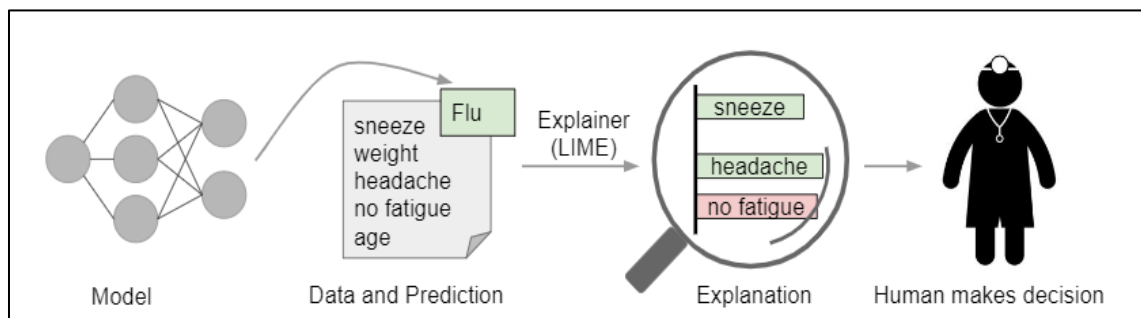 Flu
sneeze
weight
headache
no fatigue
age
Explainer
(LIME)
sneeze
headache
no fatigue
Model
Data and Prediction
Explanation
Human makes decision